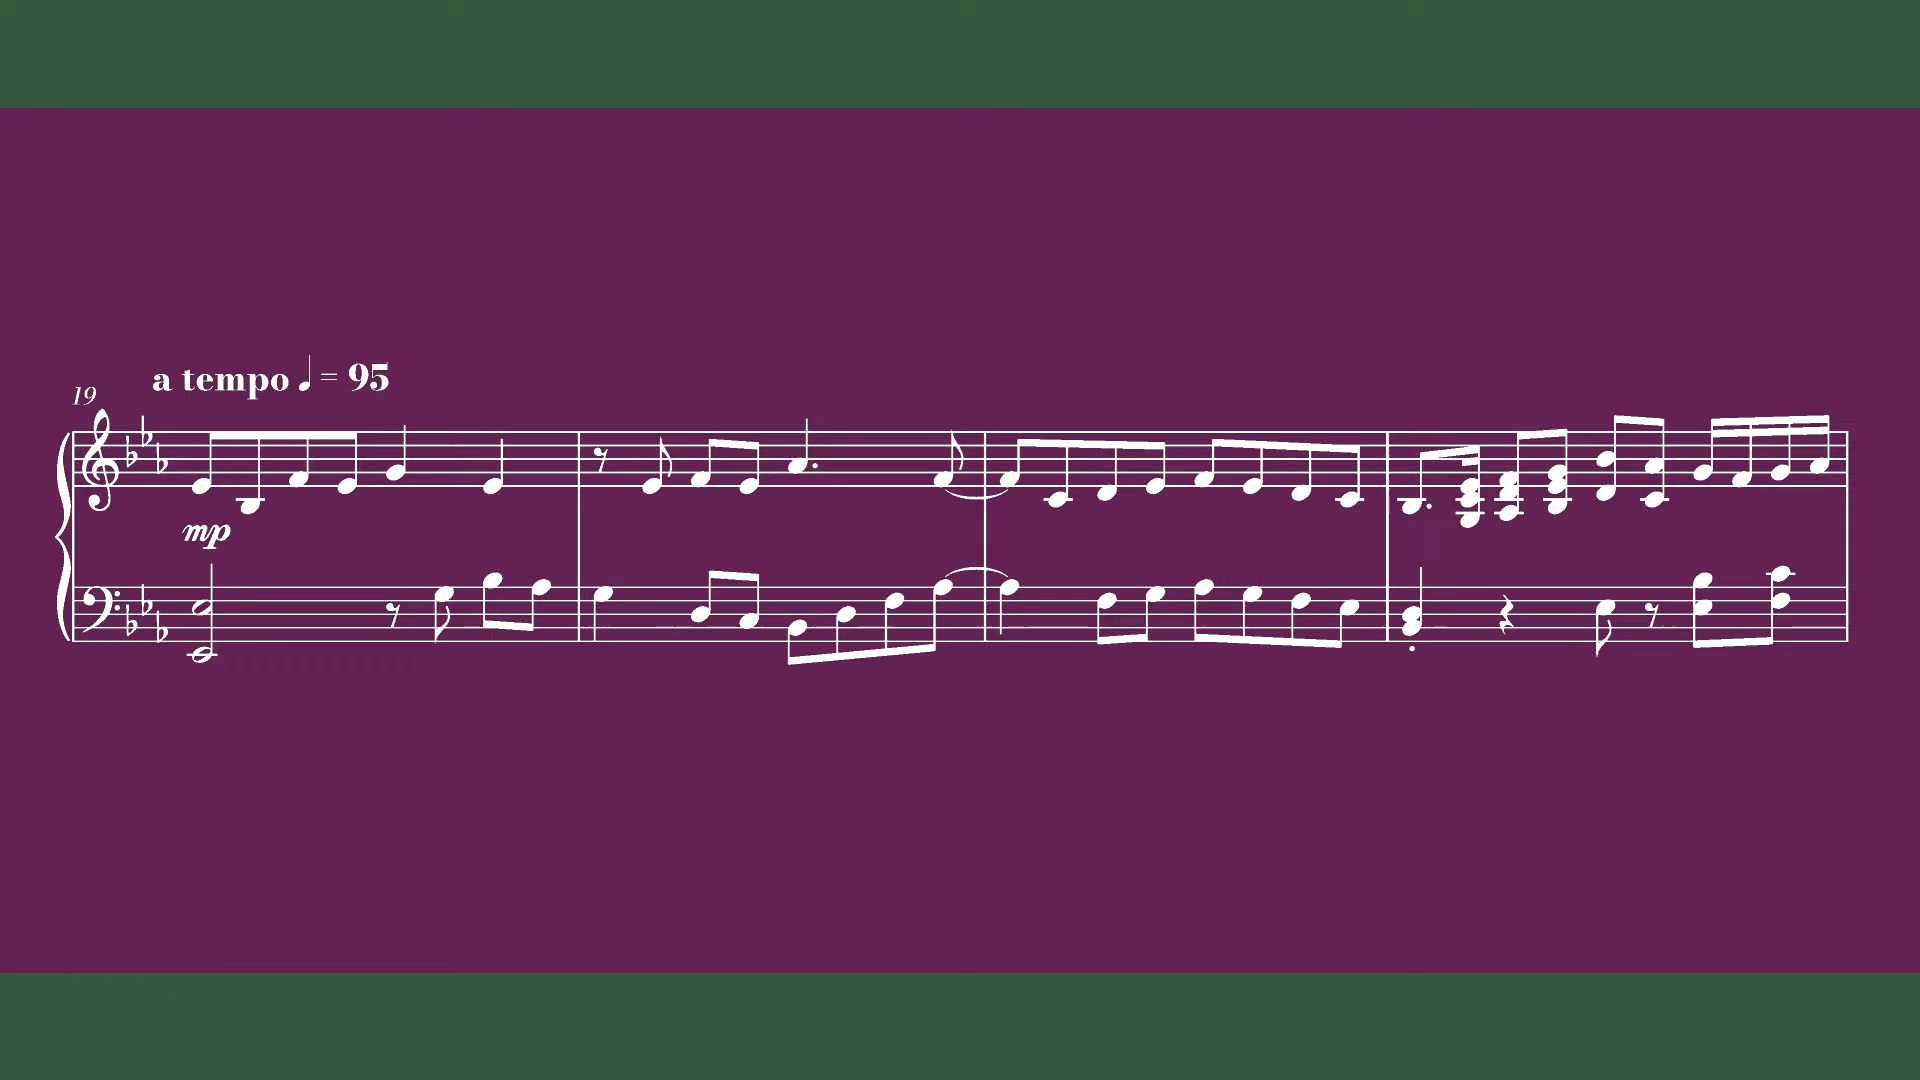 a tempo ♩ = 95
19
mp